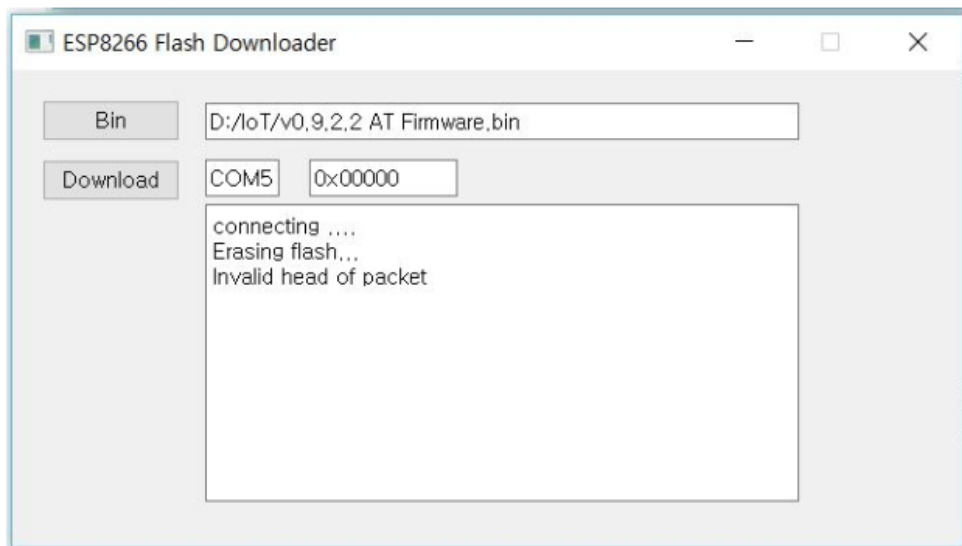 ESP8266 Flash Downloader
Bin
D:/IoT/v0.9.2.2 AT Firmware.bin
Download
COM5
0x00000
connecting ....
Erasing flash...
Invalid head of packet